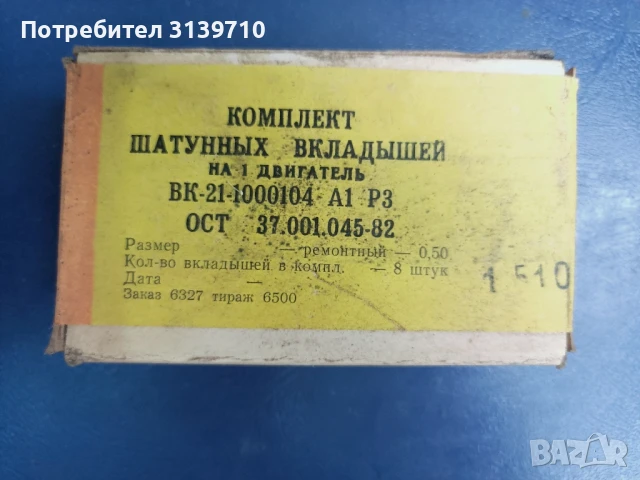 Потребител 3139710
КОМПЛЕКТ
ШАТУННЫХ ВКЛАДЫШЕЙ
НА 1 ДВИГАТЕЛЬ
ВК-21-1000104 А1 Р3
ОСТ 37.001.045-82
Размер — ремонтный — 0,50
Кол-во вкладышей в компл. — 8 штук
Дата —
Заказ 6327 тираж 6500
1 510
BAZAR